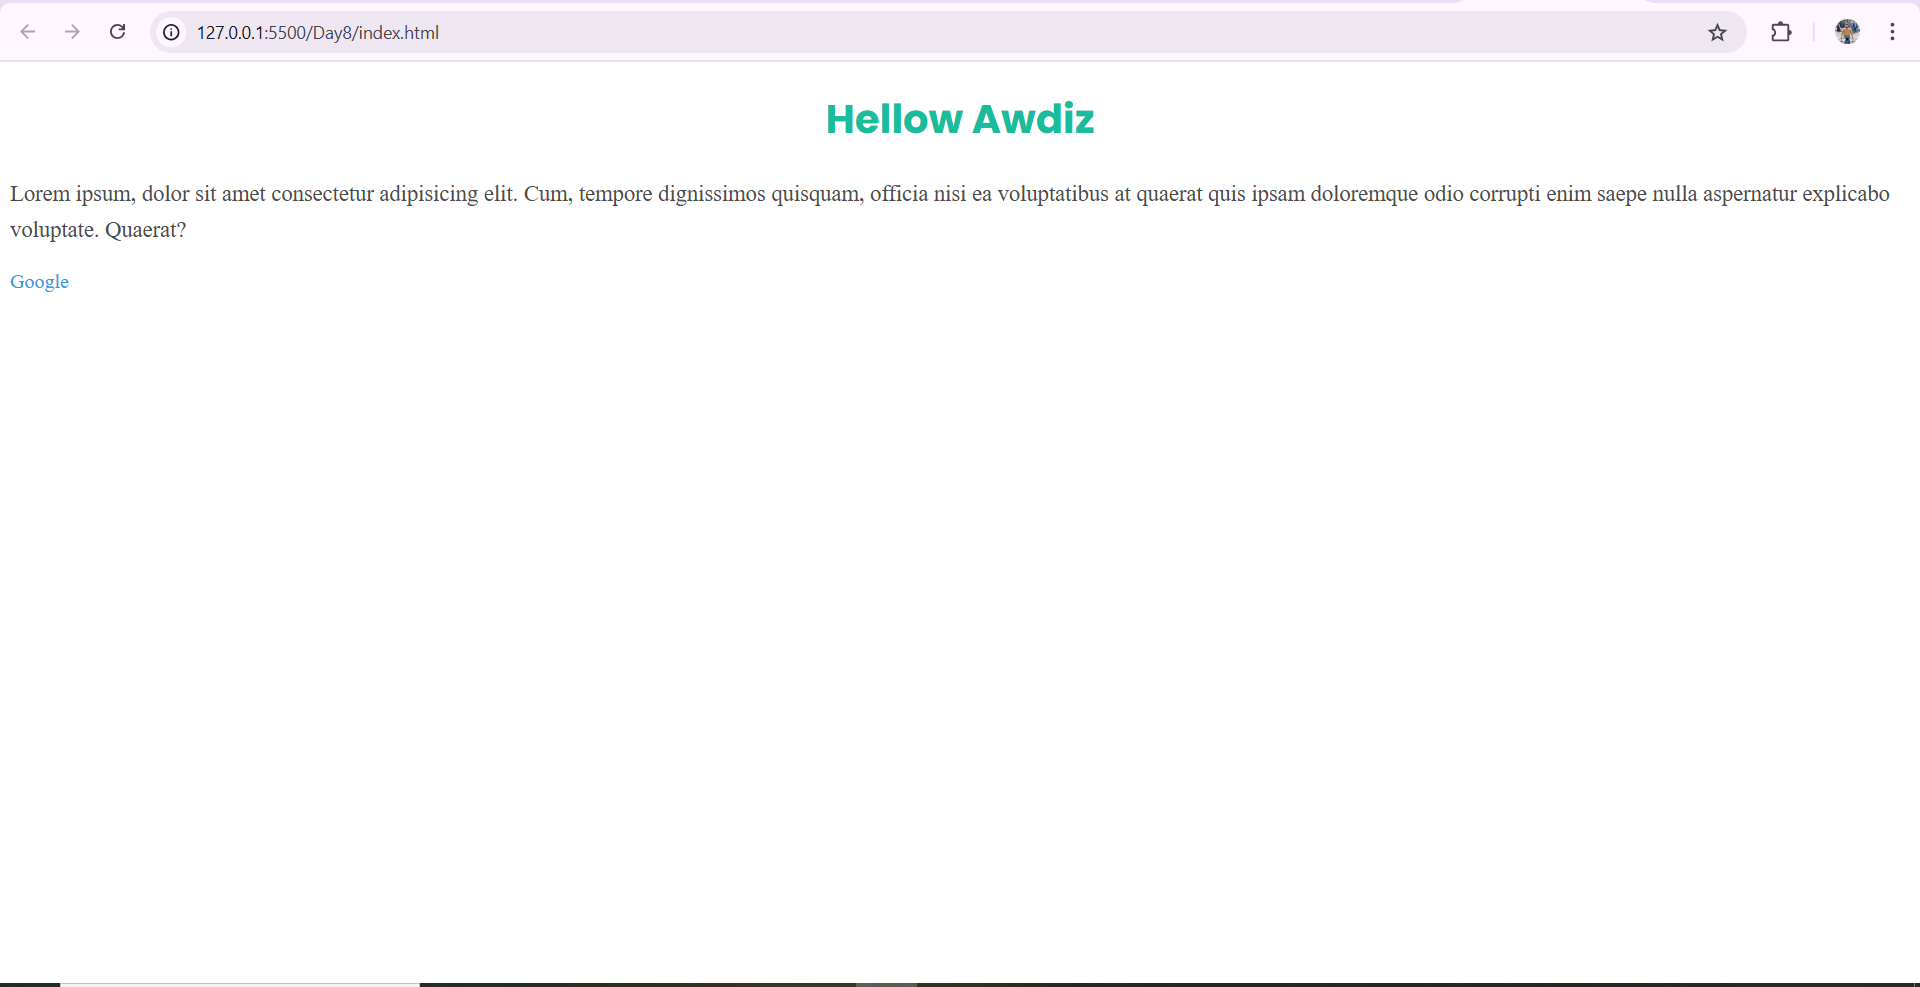 127.0.0.1:5500/Day8/index.html
Hellow Awdiz
Lorem ipsum, dolor sit amet consectetur adipisicing elit. Cum, tempore dignissimos quisquam, officia nisi ea voluptatibus at quaerat quis ipsam doloremque odio corrupti enim saepe nulla aspernatur explicabo
voluptate. Quaerat?
Google